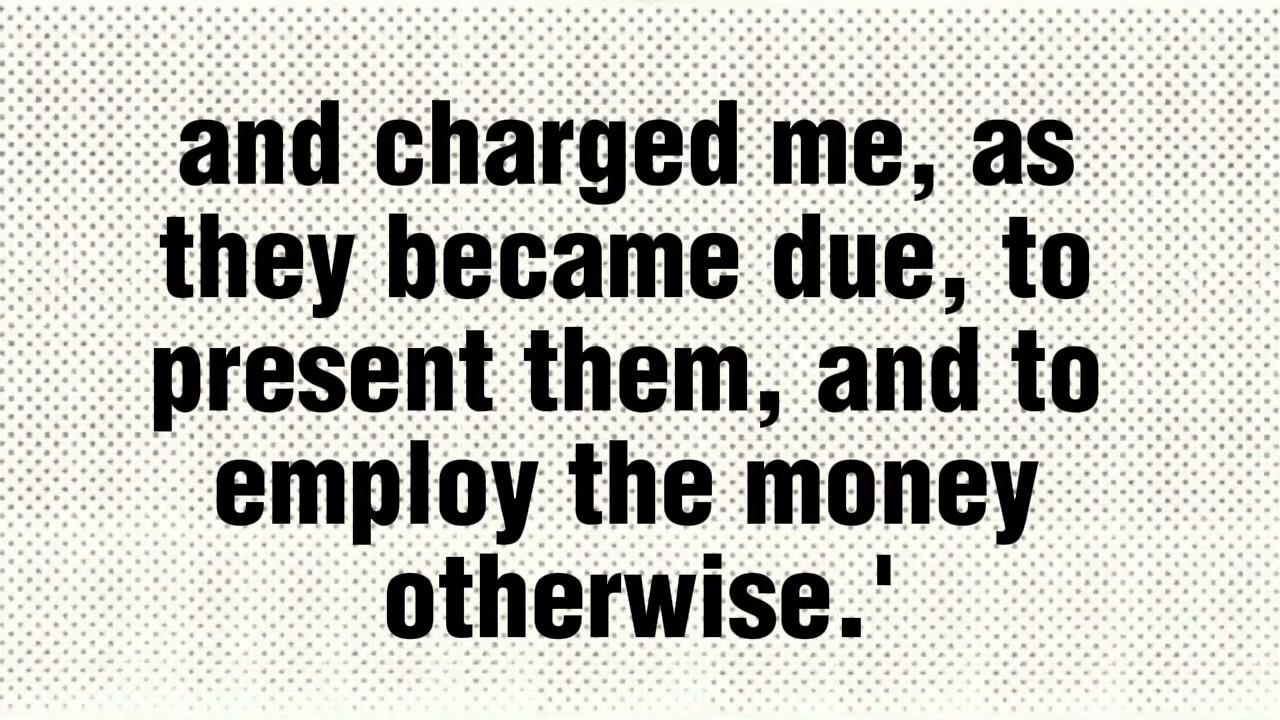 and charged me, as
they became due, to
present them, and to
employ the money
otherwise.'